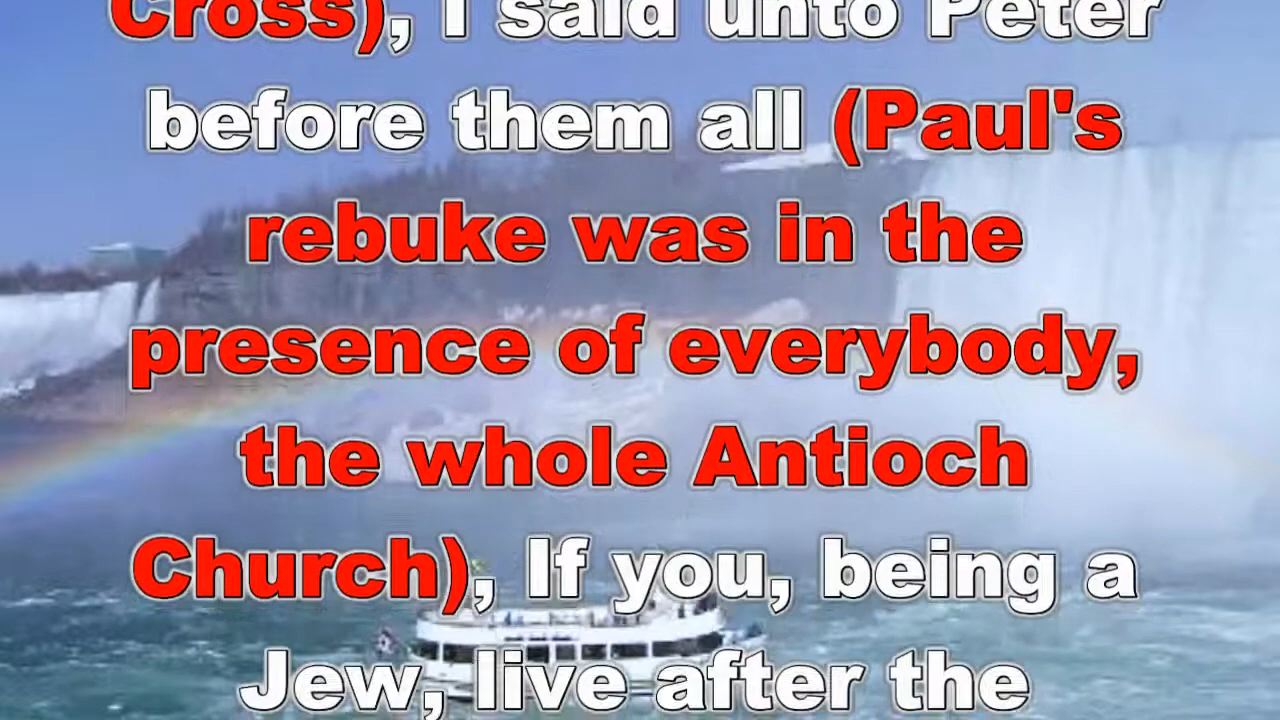 Cross), I said unto Peter
before them all (Paul's
rebuke was in the
presence of everybody,
the whole Antioch
Church), If you, being a
Jew, live after the